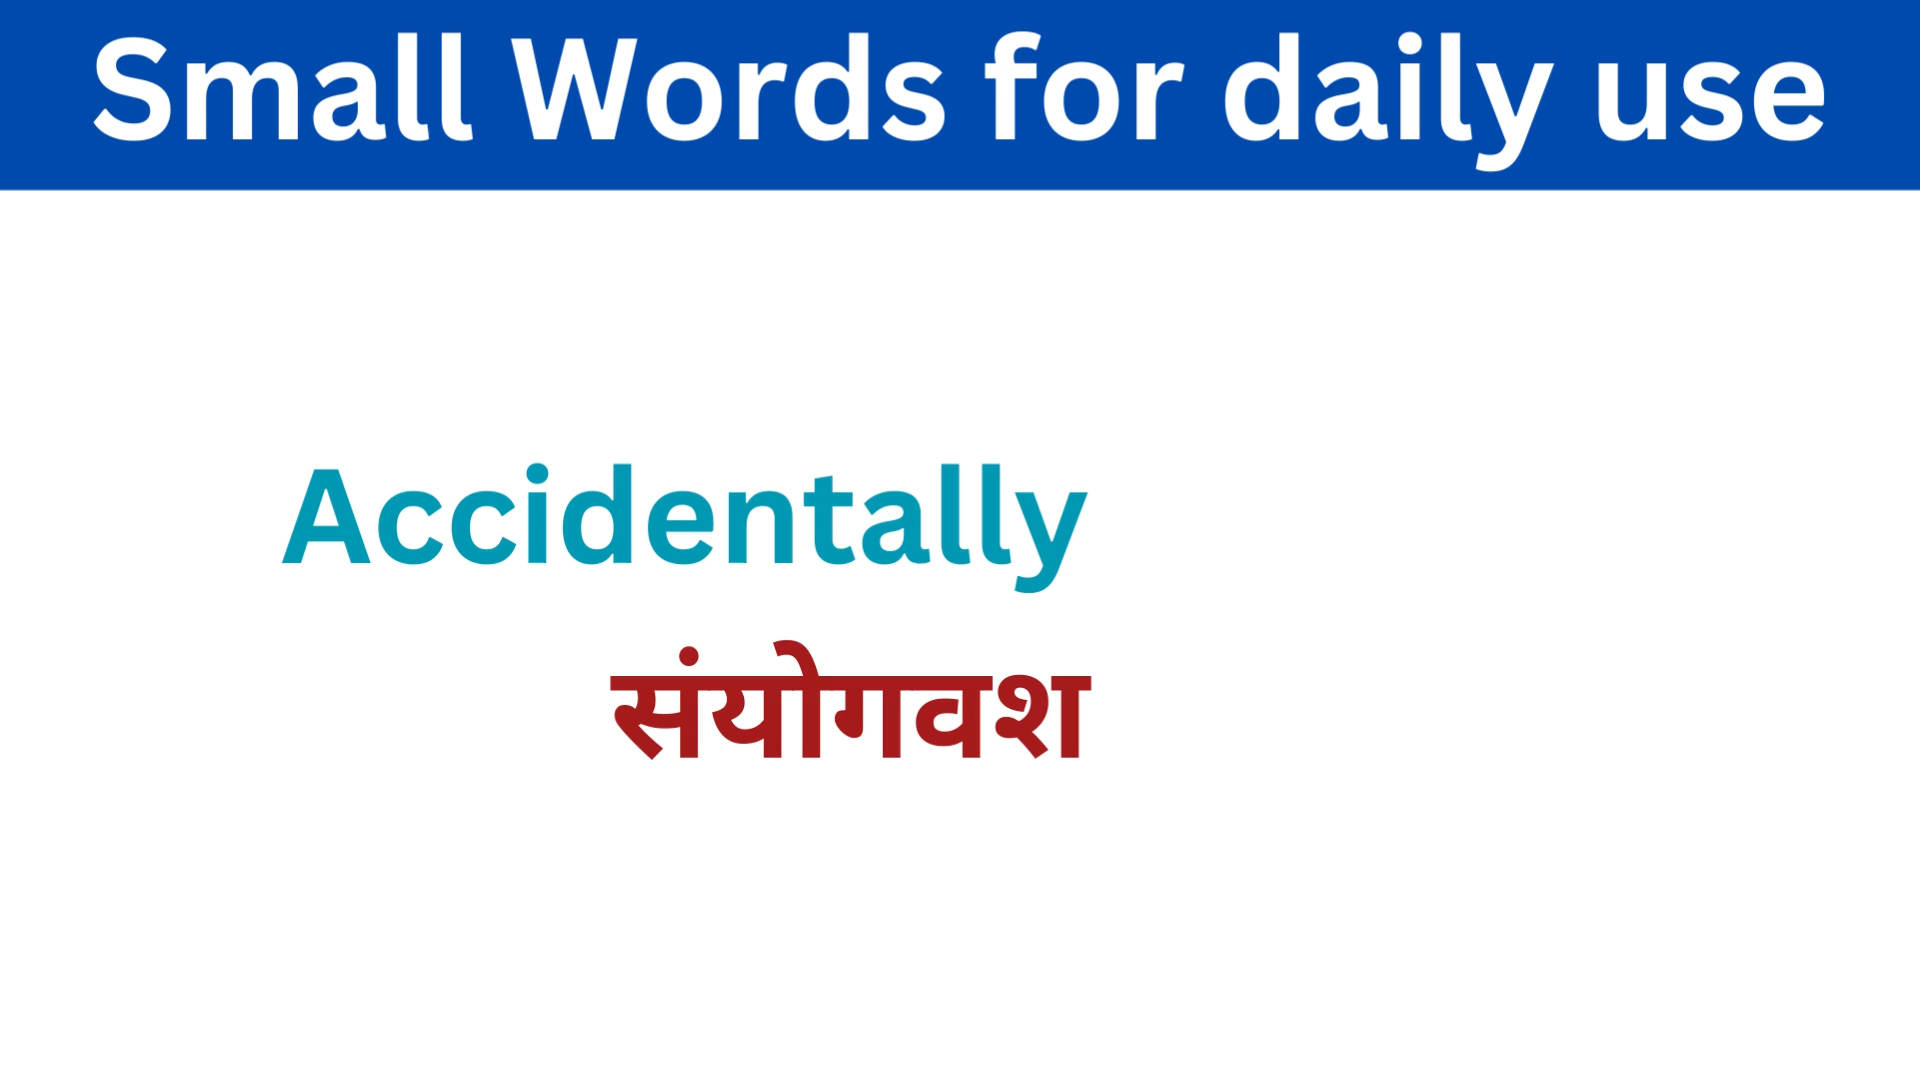 Small Words for daily use
Accidentally
संयोगवश